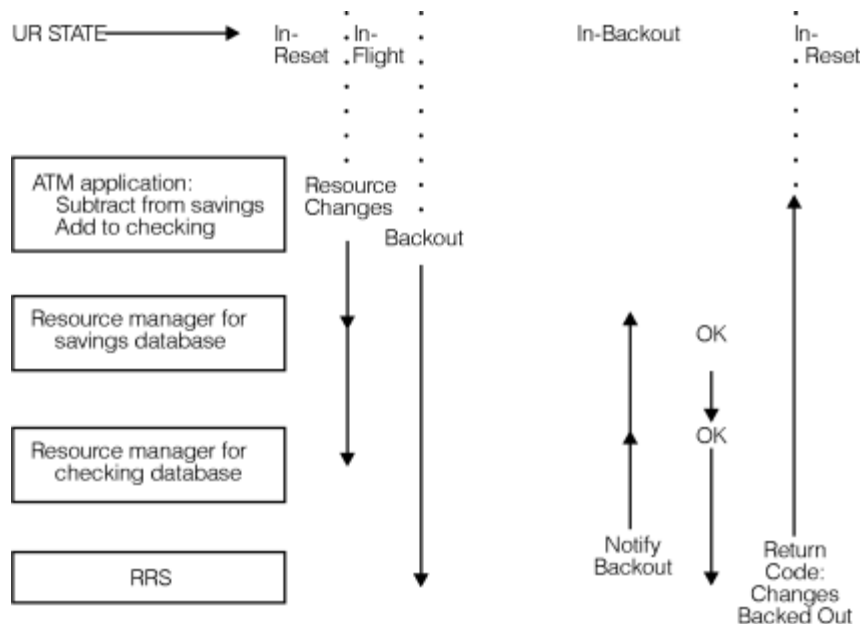 UR STATE
In-
Reset
In-
Flight
In-Backout
In-
Reset
ATM application:
Subtract from savings
Add to checking
Resource
Changes
Backout
Resource manager for
savings database
OK
Resource manager for
checking database
OK
RRS
Notify
Backout
Return
Code:
Changes
Backed Out